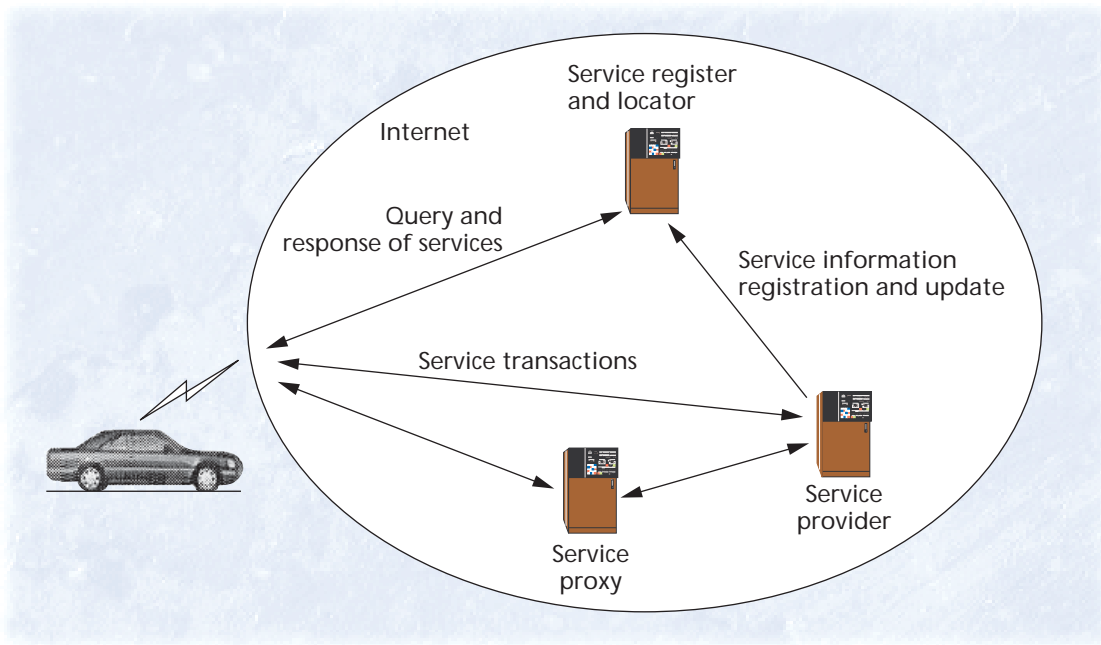 Service register
and locator
Internet
Query and
response of services
Service information
registration and update
Service transactions
Service
provider
Service
proxy